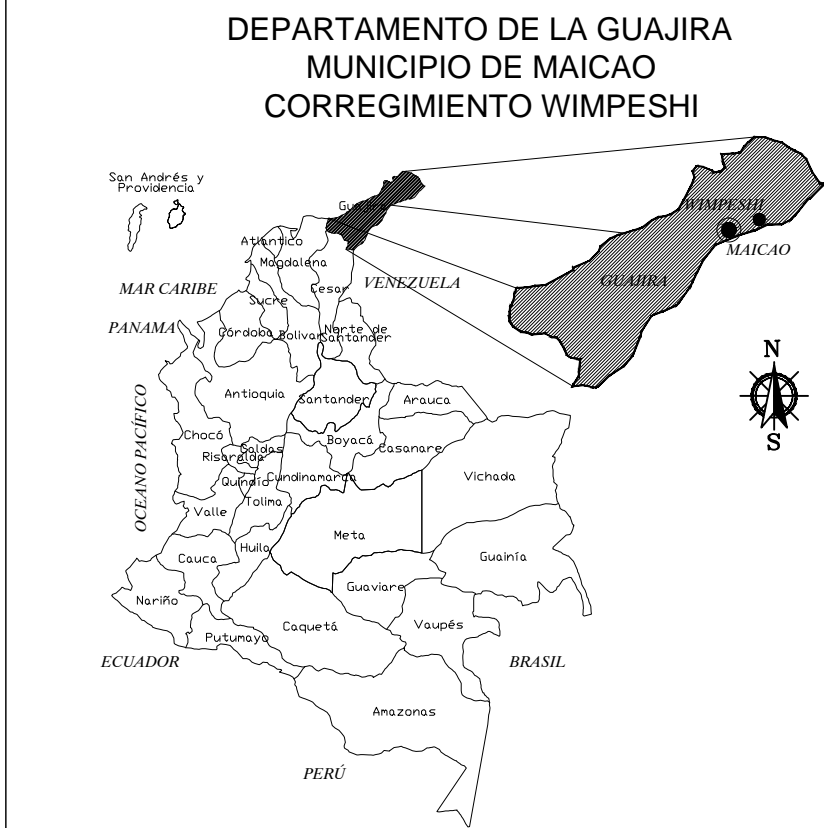 DEPARTAMENTO DE LA GUAJIRA
MUNICIPIO DE MAICAO
CORREGIMIENTO WIMPESHI
San Andrés y
Providencia
Guajira
WIMPESHI
MAICAO
GUAJIRA
Atlántico
Magdalena
Cesar
VENEZUELA
MAR CARIBE
Sucre
PANAMA
Córdoba
Bolivar
Norte de
Santander
N
S
Antioquia
Santander
Arauca
OCEANO PACÍFICO
Chocó
Boyacá
Casanare
Caldas
Risaralda
Quindío
Cundinamarca
Vichada
Tolima
Valle
Meta
Huila
Cauca
Guainía
Guaviare
Nariño
Caquetá
Vaupés
Putumayo
ECUADOR
BRASIL
Amazonas
PERÚ